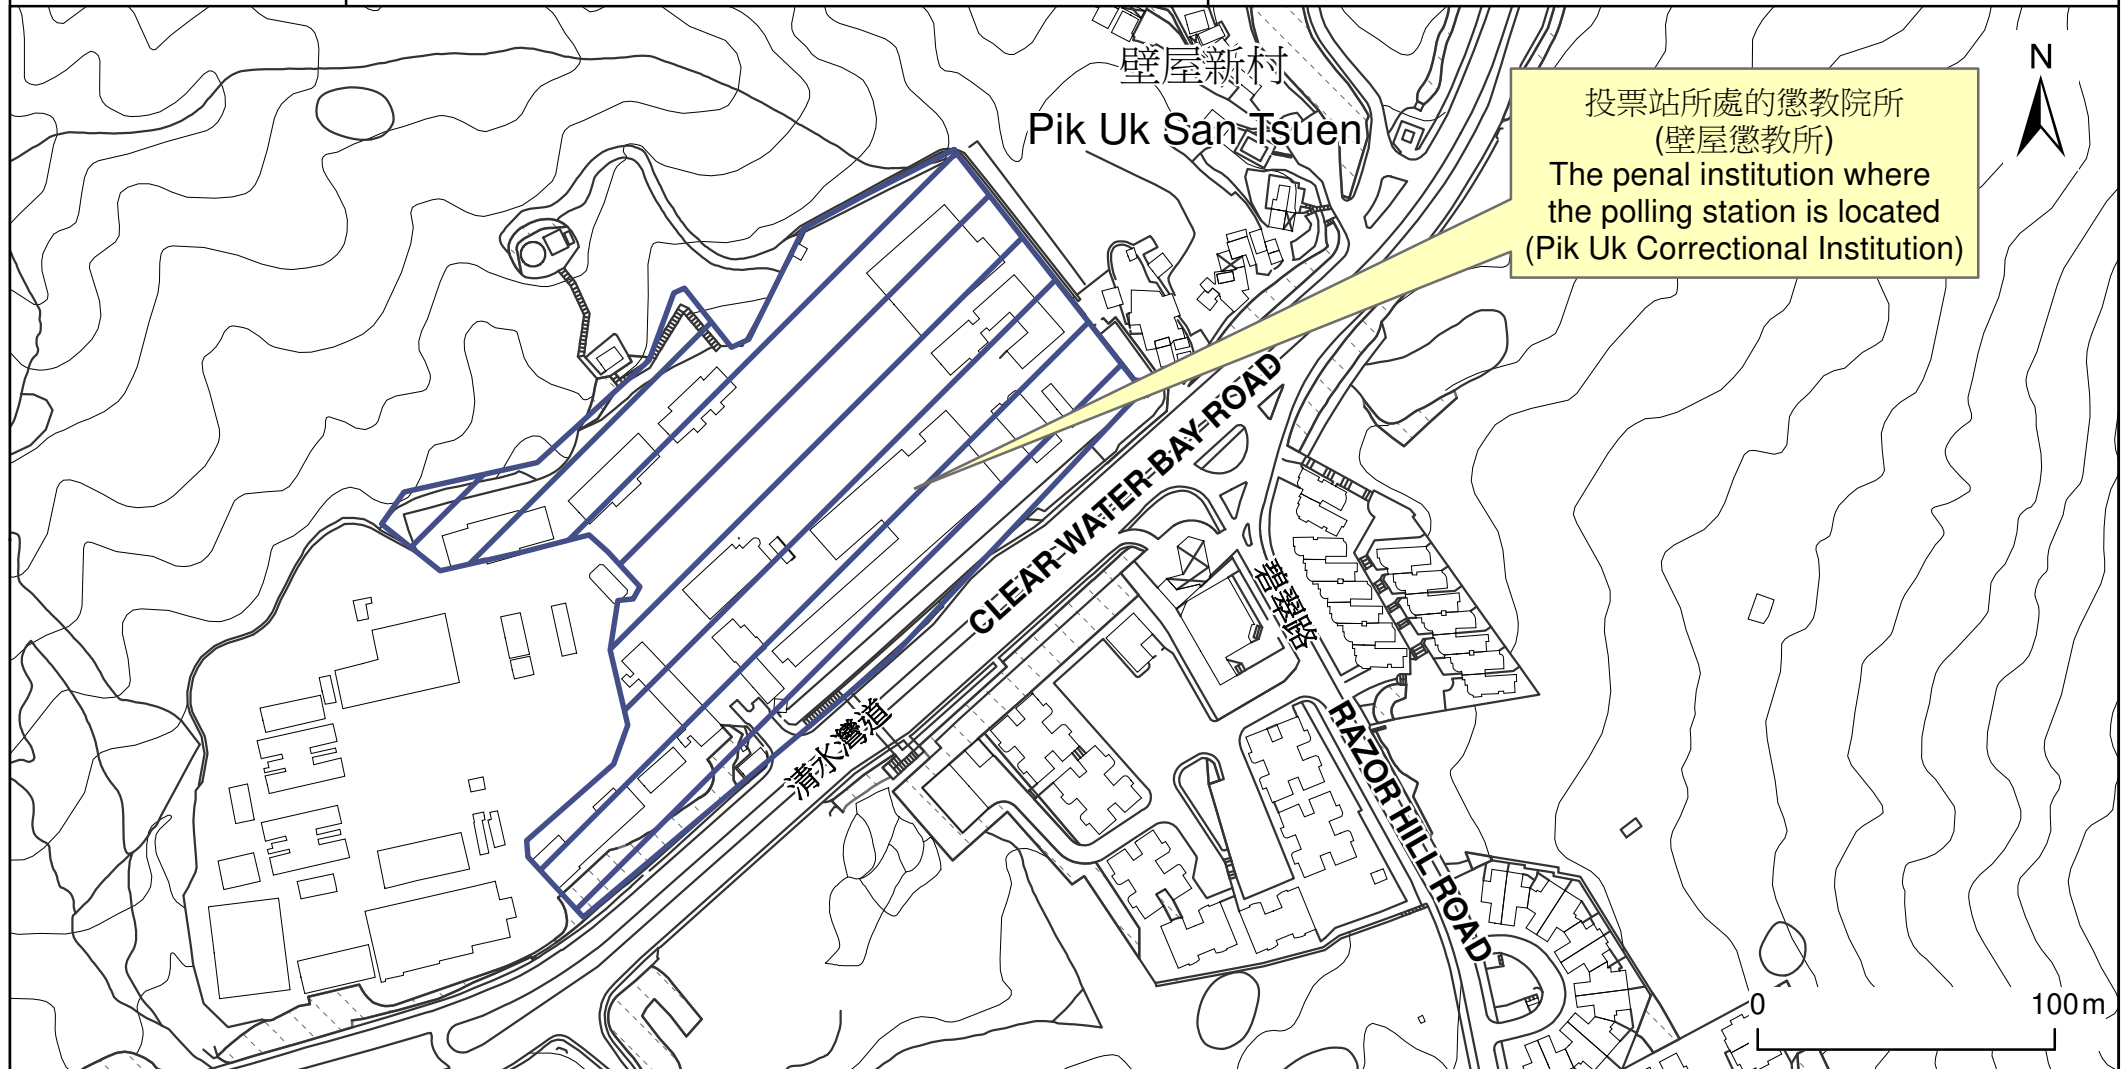 壁屋新村
Pik Uk San Tsuen
N
投票站所處的懲教院所
(壁屋懲教所)
The penal institution where
the polling station is located
(Pik Uk Correctional Institution)
CLEAR WATER BAY ROAD
清水灣道
碧翠路
RAZOR HILL ROAD
0
100m